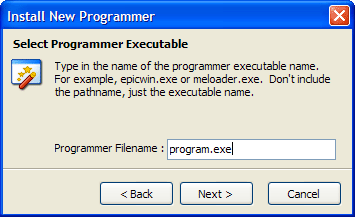 Install New Programmer
Select Programmer Executable
Type in the name of the programmer executable name.
For example, epicwin.exe or meloader.exe.  Don't include
the pathname, just the executable name.
Programmer Filename : program.exe
< Back  Next >  Cancel